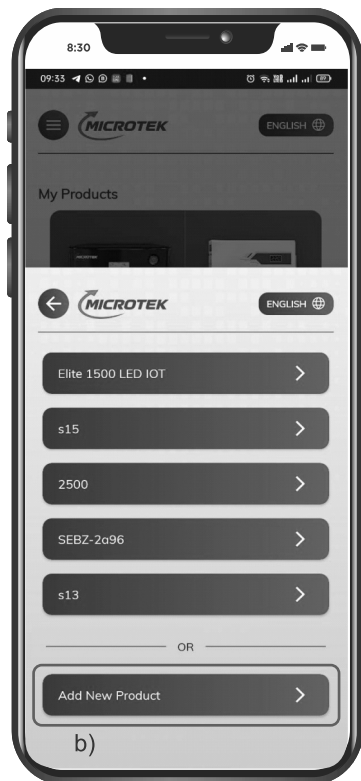 8:30
09:33
89
MICROTEK
ENGLISH
My Products
MICROTEK
ENGLISH
Elite 1500 LED IOT
s15
2500
SEBZ-2a96
s13
OR
Add New Product
b)